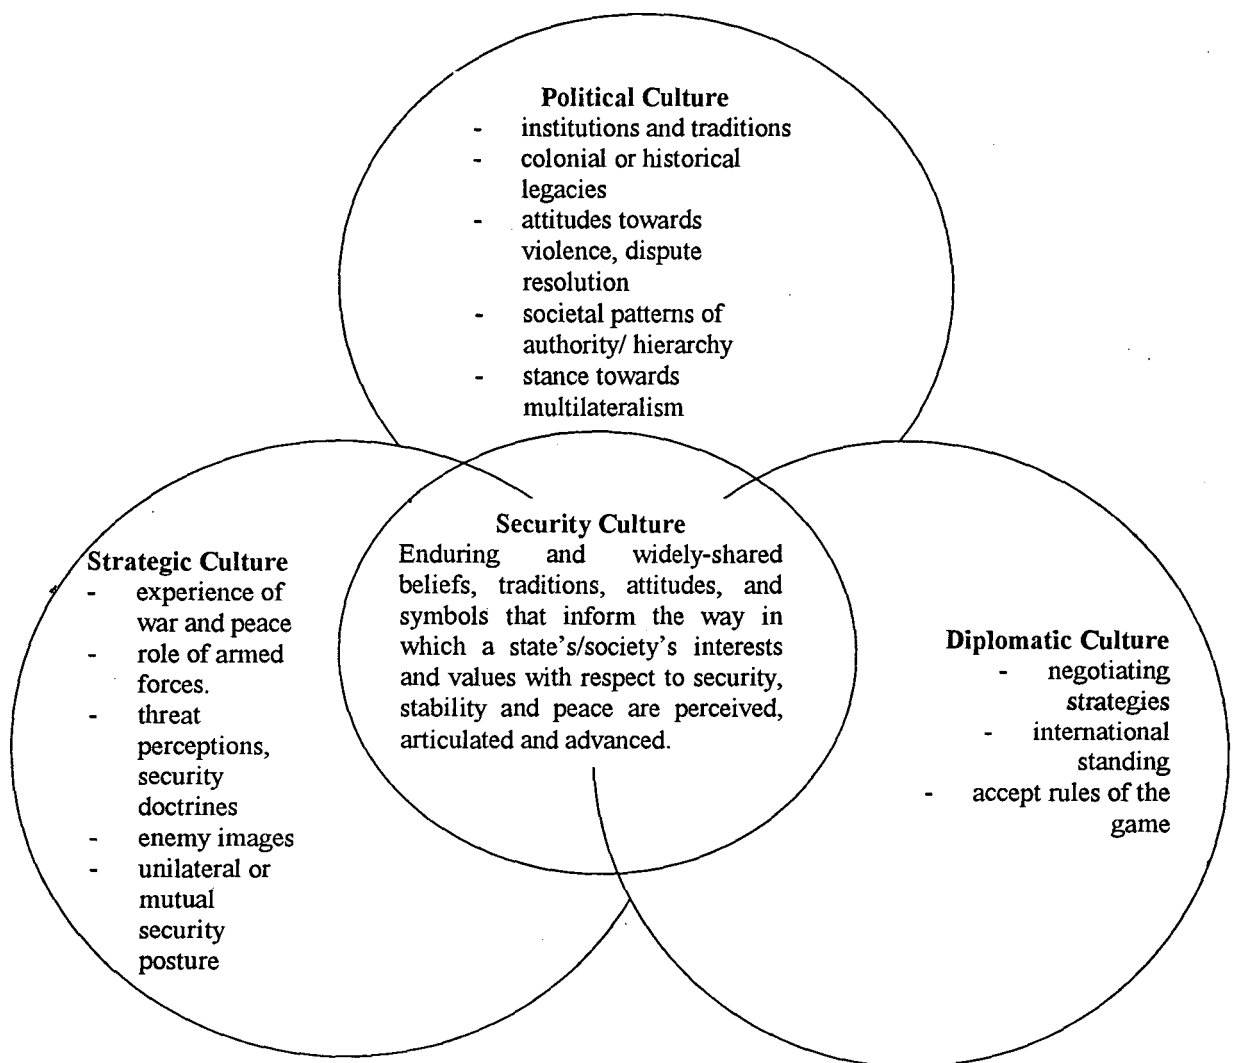 Political Culture
- institutions and traditions
- colonial or historical
legacies
- attitudes towards
violence, dispute
resolution
- societal patterns of
authority/ hierarchy
- stance towards
multilateralism
Security Culture
Enduring and widely-shared
beliefs, traditions, attitudes, and
symbols that inform the way in
which a state's/society's interests
and values with respect to security,
stability and peace are perceived,
articulated and advanced.
Strategic Culture
- experience of
war and peace
- role of armed
forces.
- threat
perceptions,
security
doctrines
- enemy images
- unilateral or
mutual
security
posture
Diplomatic Culture
- negotiating
strategies
- international
standing
- accept rules of the
game